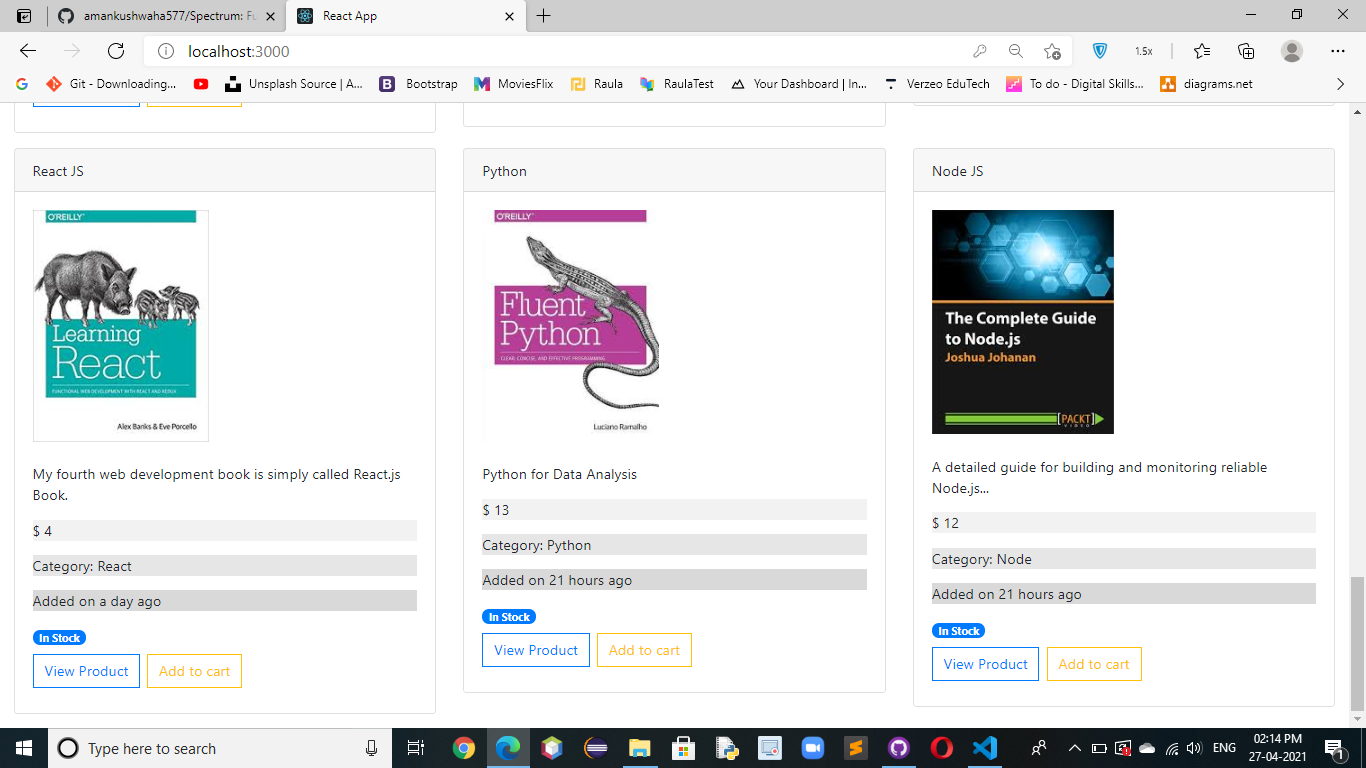 amankushwaha577/Spectrum: Fu
React App
localhost:3000
1.5x
Git - Downloading...
Unsplash Source | A...
Bootstrap
MoviesFlix
Raula
RaulaTest
Your Dashboard | In...
Verzeo EduTech
To do - Digital Skills...
diagrams.net
React JS
O'REILLY
Learning
React
FUNCTIONAL WEB DEVELOPMENT WITH REACT AND REDUX
Alex Banks & Eve Porcello
My fourth web development book is simply called React.js
Book.
$ 4
Category: React
Added on a day ago
In Stock
View Product
Add to cart
Python
O'REILLY
Fluent
Python
CLEAR, CONCISE, AND EFFECTIVE PROGRAMMING
Luciano Ramalho
Python for Data Analysis
$ 13
Category: Python
Added on 21 hours ago
In Stock
View Product
Add to cart
Node JS
The Complete Guide
to Node.js
Joshua Johanan
[PACKT]
VIDEO
A detailed guide for building and monitoring reliable
Node.js...
$ 12
Category: Node
Added on 21 hours ago
In Stock
View Product
Add to cart
Type here to search
ENG
02:14 PM
27-04-2021
1